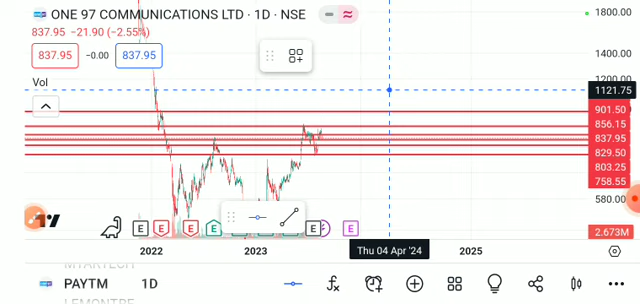 ONE 97 COMMUNICATIONS LTD · 1D · NSE
837.95 −21.90 (−2.55%)
837.95 −0.00 837.95
Vol
1800.00
1400.00
1200.00
1121.75
901.50
856.15
837.95
829.50
803.25
758.55
580.00
2.673M
E E E E E E E E
2022 2023 Thu 04 Apr '24 2025
MTARTECH
PAYTM 1D
LEMONTREE